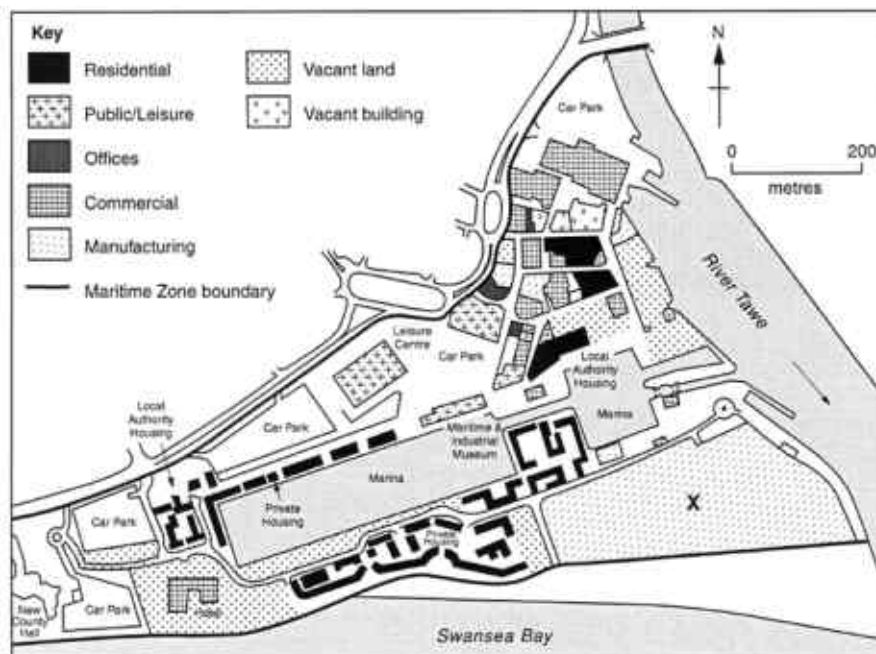 Key
Residential
Public/Leisure
Offices
Commercial
Manufacturing
Maritime Zone boundary
Vacant land
Vacant building
N
0
200
metres
Car Park
River Tawe
Leisure
Centre
Car Park
Local
Authority
Housing
Marina
Local
Authority
Housing
Car Park
Maritime &
Industrial
Museum
Marina
Private
Housing
X
Car Park
Private
Housing
New
County
Hall
Car Park
Hotel
Swansea Bay